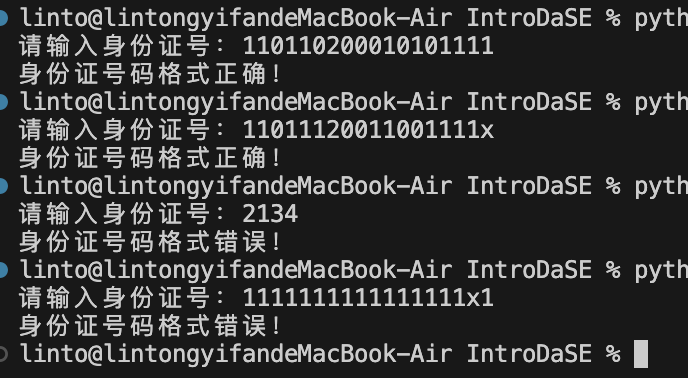 linto@lintongyifandeMacBook-Air IntroDaSE % pyth
请输入身份证号：110110200010101111
身份证号码格式正确！
linto@lintongyifandeMacBook-Air IntroDaSE % pyth
请输入身份证号：11011120011001111x
身份证号码格式正确！
linto@lintongyifandeMacBook-Air IntroDaSE % pyth
请输入身份证号：2134
身份证号码格式错误！
linto@lintongyifandeMacBook-Air IntroDaSE % pyth
请输入身份证号：1111111111111111x1
身份证号码格式错误！
linto@lintongyifandeMacBook-Air IntroDaSE %